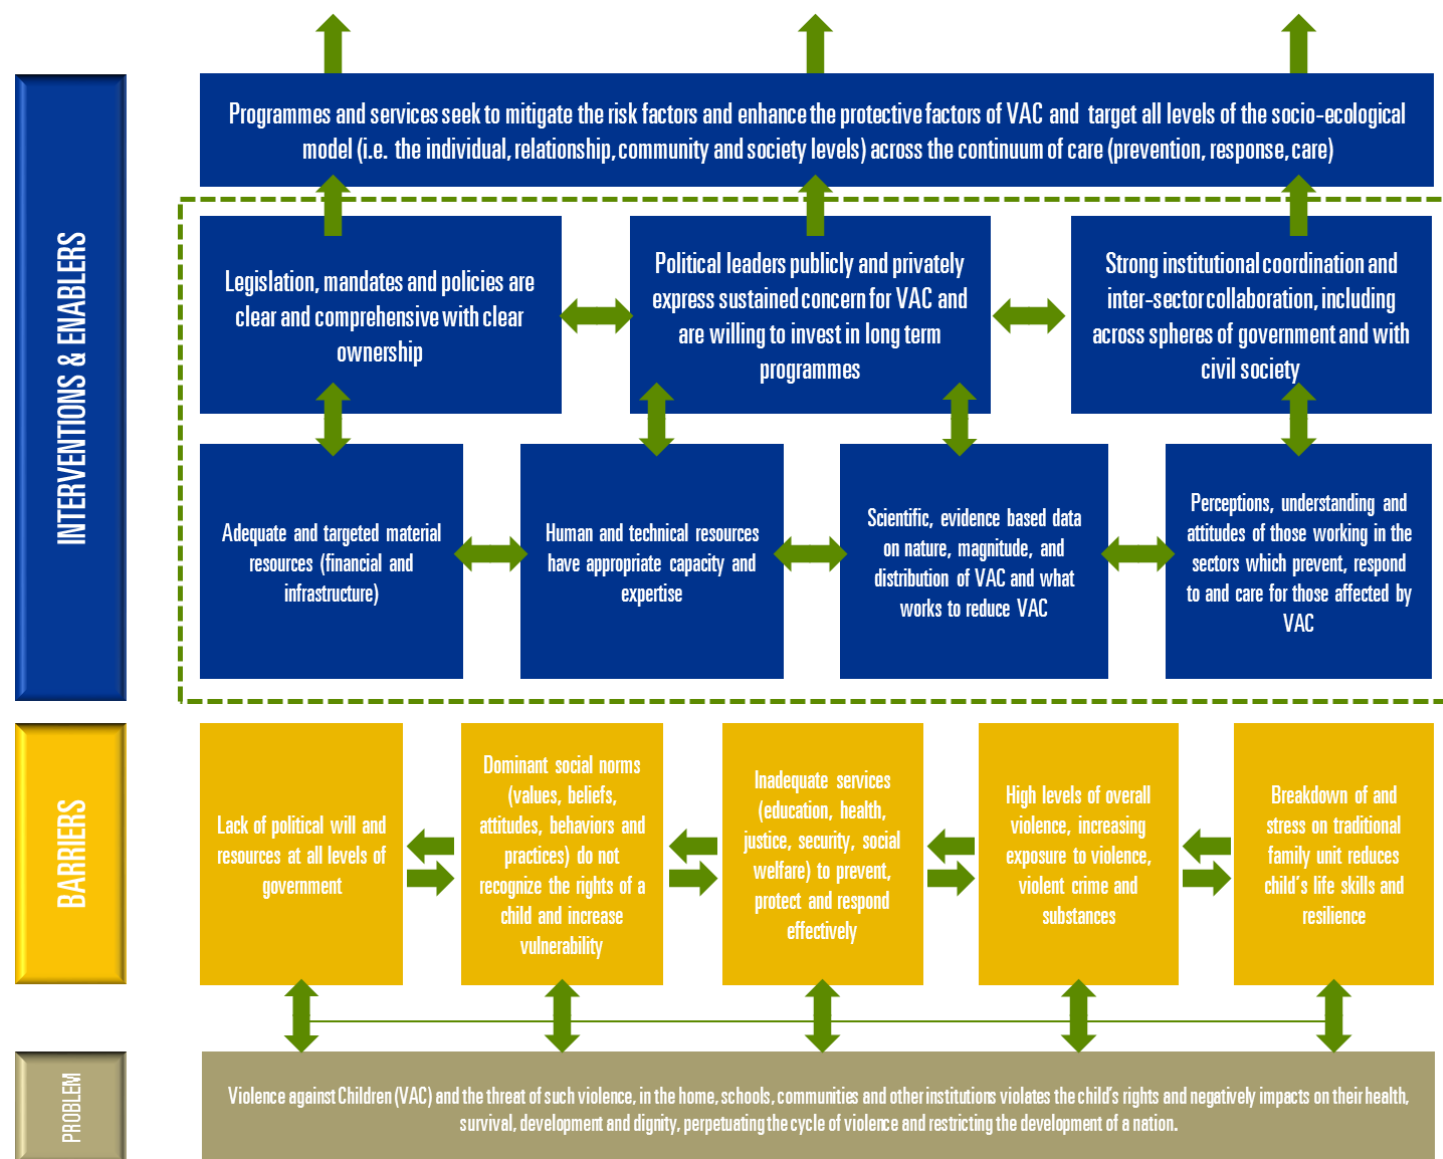 INTERVENTIONS & ENABLERS
Programmes and services seek to mitigate the risk factors and enhance the protective factors of VAC and target all levels of the socio-ecological
model (i.e. the individual, relationship, community and society levels) across the continuum of care (prevention, response, care)
Legislation, mandates and policies are
clear and comprehensive with clear
ownership
Political leaders publicly and privately
express sustained concern for VAC and
are willing to invest in long term
programmes
Strong institutional coordination and
inter-sector collaboration, including
across spheres of government and with
civil society
Adequate and targeted material
resources (financial and
infrastructure)
Human and technical resources
have appropriate capacity and
expertise
Scientific, evidence based data
on nature, magnitude, and
distribution of VAC and what
works to reduce VAC
Perceptions, understanding and
attitudes of those working in the
sectors which prevent, respond
to and care for those affected by
VAC
BARRIERS
Lack of political will and
resources at all levels of
government
Dominant social norms
(values, beliefs,
attitudes, behaviors and
practices) do not
recognize the rights of a
child and increase
vulnerability
Inadequate services
(education, health,
justice, security, social
welfare) to prevent,
protect and respond
effectively
High levels of overall
violence, increasing
exposure to violence,
violent crime and
substances
Breakdown of and
stress on traditional
family unit reduces
child's life skills and
resilience
PROBLEM
Violence against Children (VAC) and the threat of such violence, in the home, schools, communities and other institutions violates the child's rights and negatively impacts on their health,
survival, development and dignity, perpetuating the cycle of violence and restricting the development of a nation.